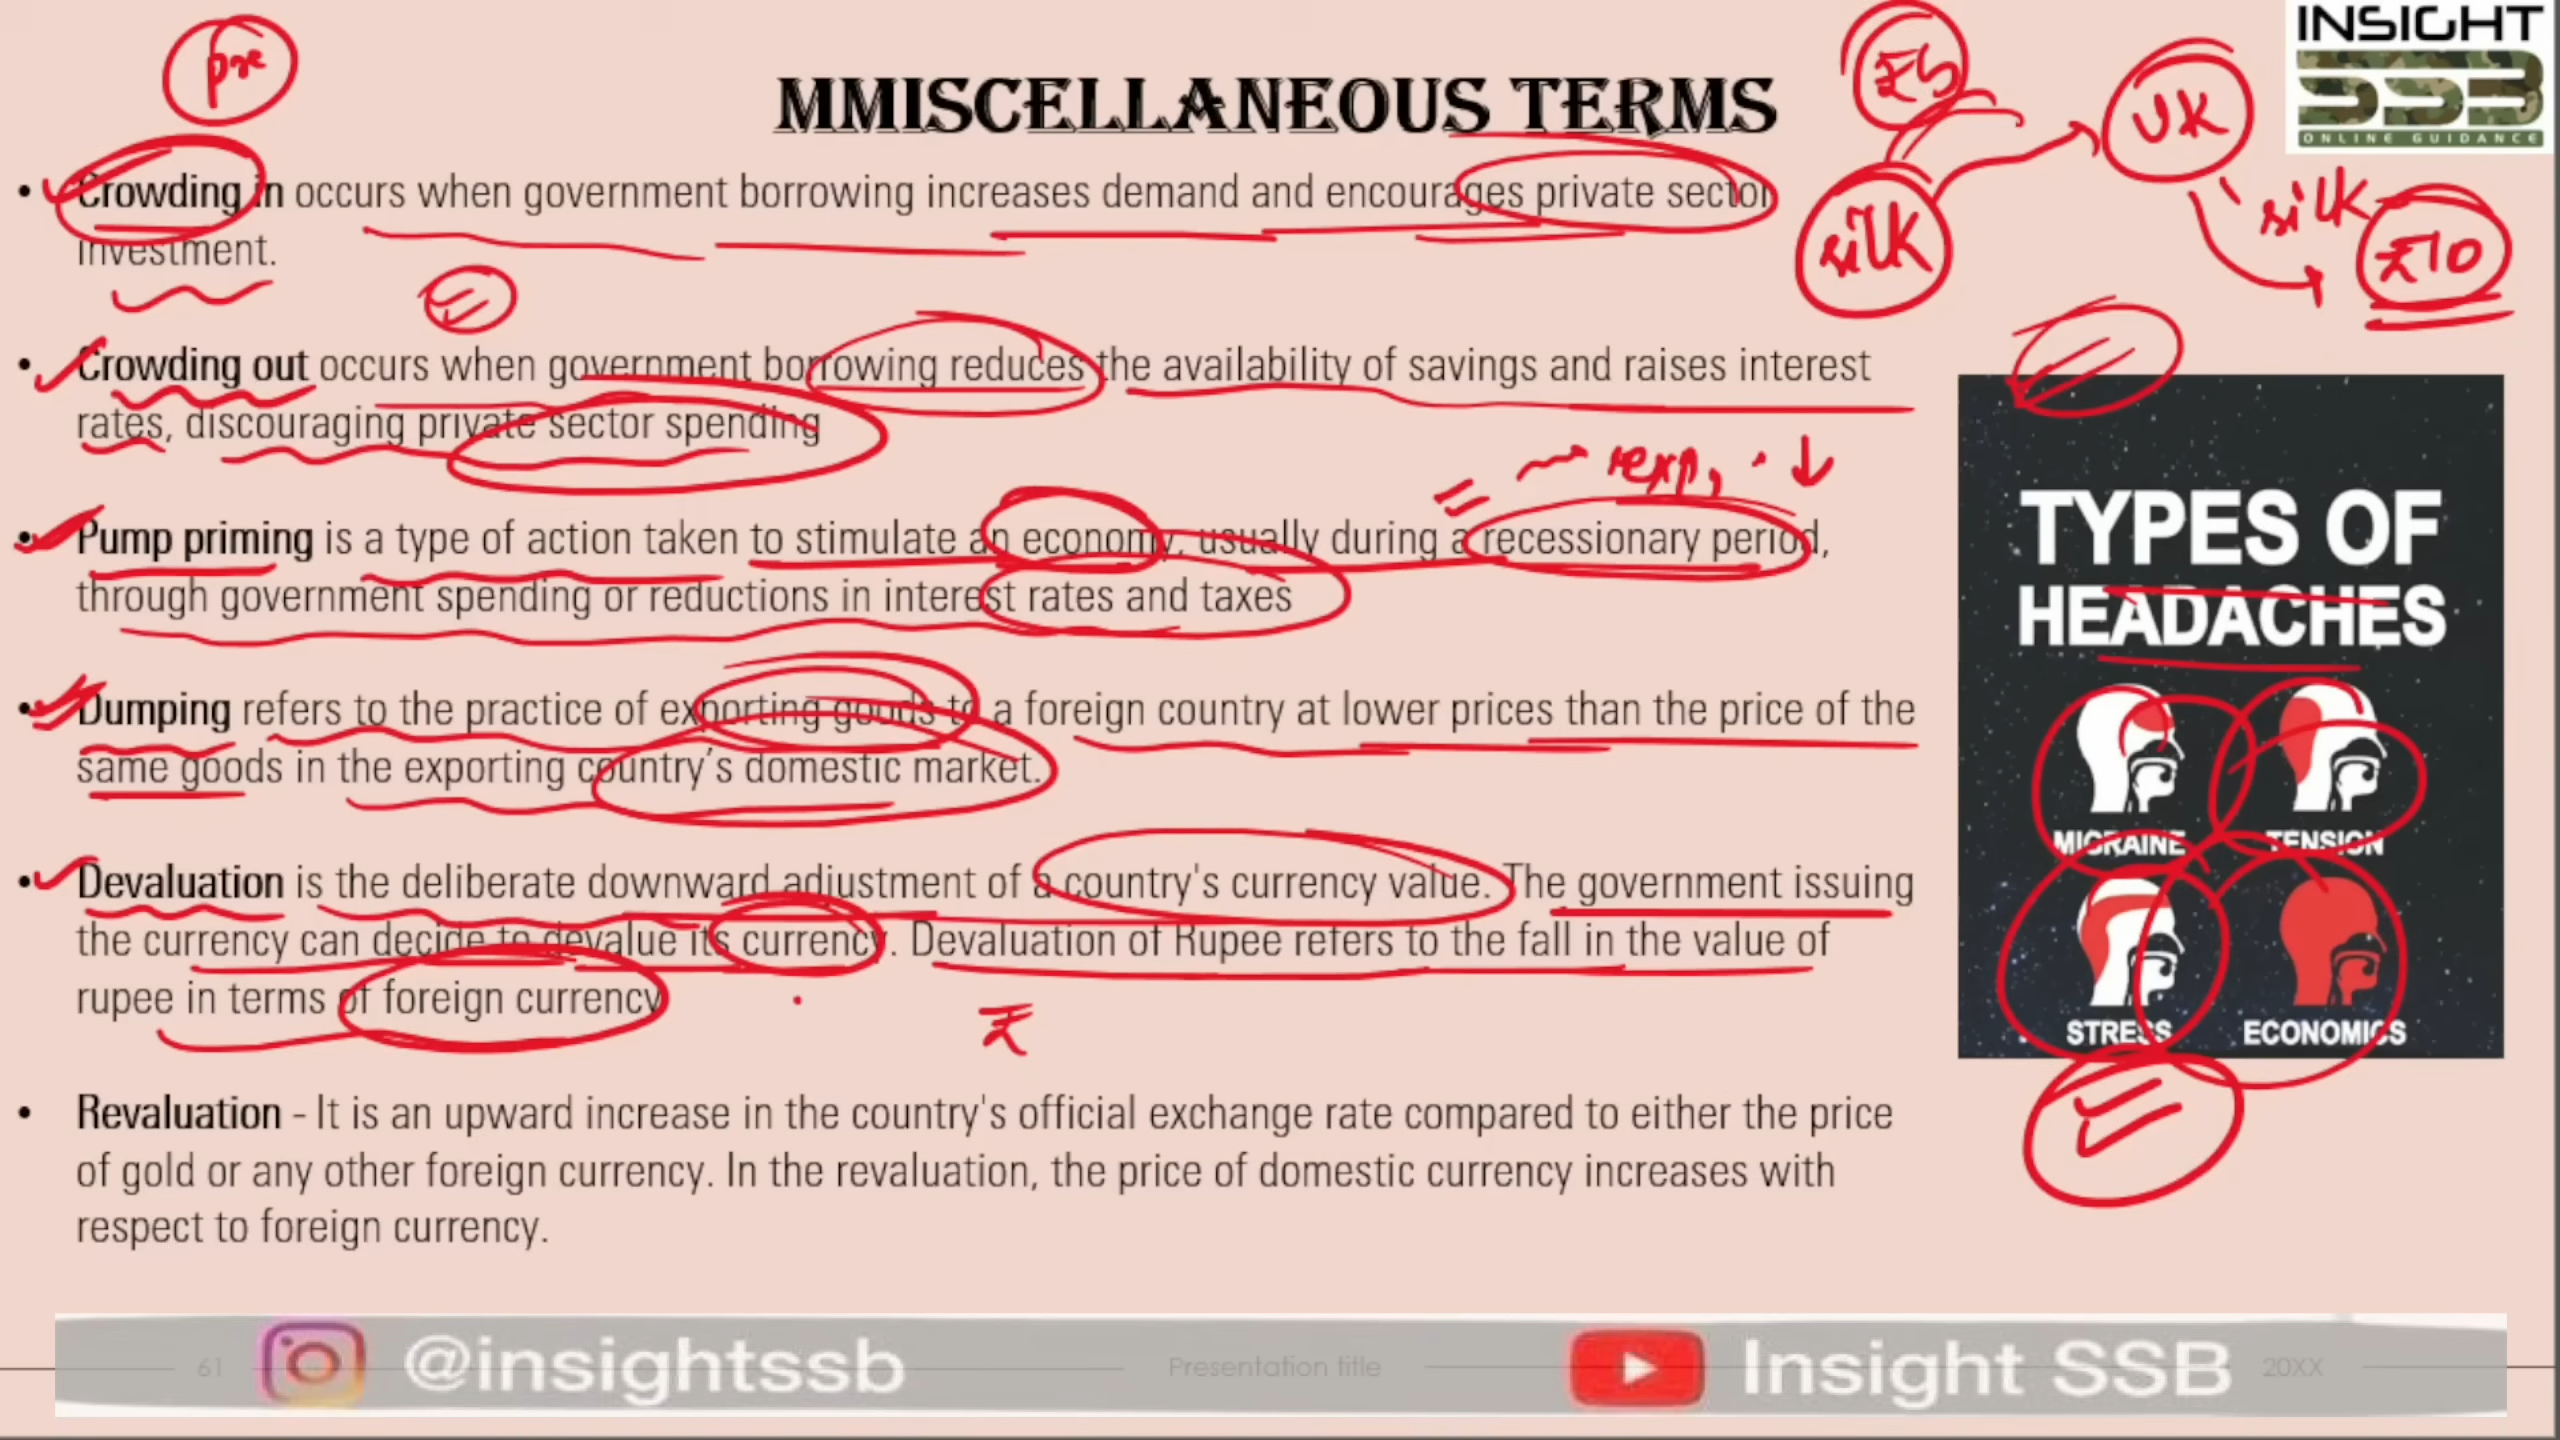 pre
MMISCELLANEOUS TERMS
₹5
UK
silk
silk
₹10
INSIGHT
SSB
ONLINE GUIDANCE
• Crowding in occurs when government borrowing increases demand and encourages private sector
investment.
• Crowding out occurs when government borrowing reduces the availability of savings and raises interest
rates, discouraging private sector spending
• Pump priming is a type of action taken to stimulate an economy, usually during a recessionary period,
through government spending or reductions in interest rates and taxes
• Dumping refers to the practice of exporting goods to a foreign country at lower prices than the price of the
same goods in the exporting country’s domestic market.
• Devaluation is the deliberate downward adjustment of a country's currency value. The government issuing
the currency can decide to devalue its currency. Devaluation of Rupee refers to the fall in the value of
rupee in terms of foreign currency
₹
• Revaluation - It is an upward increase in the country's official exchange rate compared to either the price
of gold or any other foreign currency. In the revaluation, the price of domestic currency increases with
respect to foreign currency.
TYPES OF
HEADACHES
MIGRAINE TENSION
STRESS ECONOMICS
61 @insightssb Presentation title Insight SSB 20XX